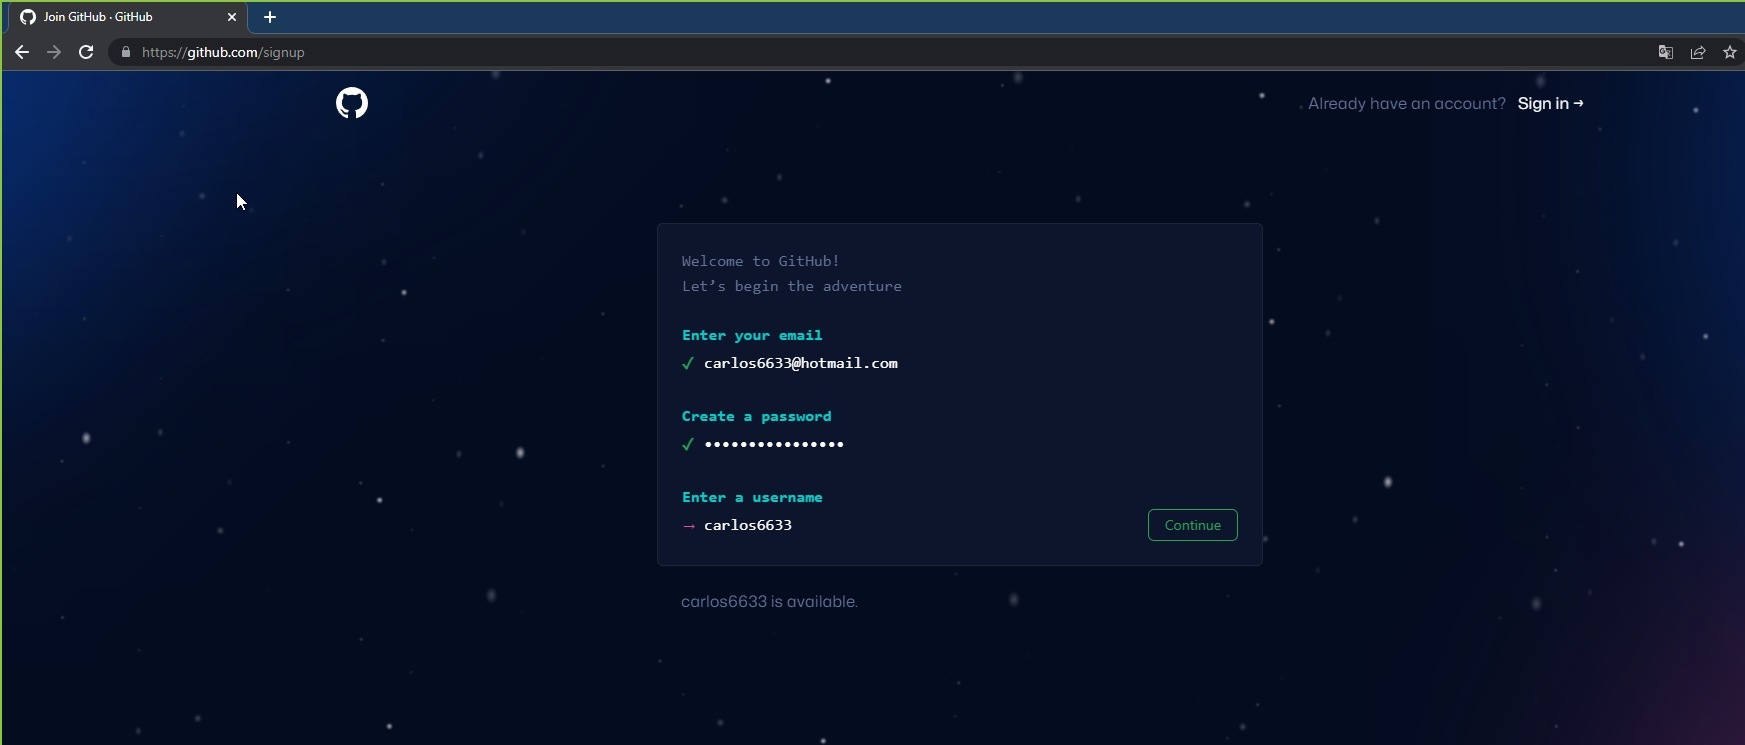 Join GitHub · GitHub
https://github.com/signup
Already have an account? Sign in →
Welcome to GitHub!
Let’s begin the adventure
Enter your email
✓ carlos6633@hotmail.com
Create a password
✓ ••••••••••••••••
Enter a username
→ carlos6633
Continue
carlos6633 is available.